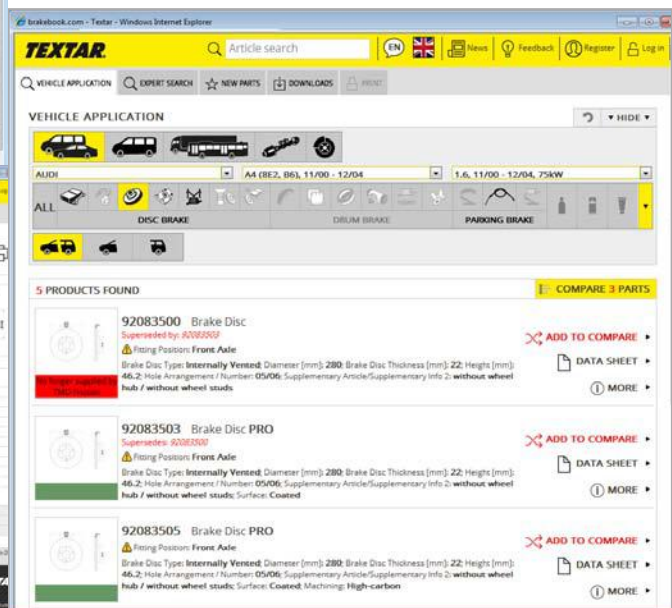 brakebook.com - Textar - Windows Internet Explorer
TEXTAR. Article search EN News Feedback Register Log in
VEHICLE APPLICATION EXPERT SEARCH NEW PARTS DOWNLOADS PRINT
VEHICLE APPLICATION HIDE
AUDI A4 (8E2, B6), 11/00 - 12/04 1.6, 11/00 - 12/04, 75kW
ALL
DISC BRAKE DRUM BRAKE PARKING BRAKE
5 PRODUCTS FOUND COMPARE 3 PARTS
92083500 Brake Disc
Superseded by: 92083503
Fitting Position: Front Axle
Brake Disc Type: Internally Vented; Diameter [mm]: 280; Brake Disc Thickness [mm]: 22; Height [mm]:
46.2; Hole Arrangement / Number: 05/06; Supplementary Article/Supplementary Info 2: without wheel
hub / without wheel studs
No longer supplied by
TMD Friction
ADD TO COMPARE
DATA SHEET
MORE
92083503 Brake Disc PRO
Supersedes: 92083500
Fitting Position: Front Axle
Brake Disc Type: Internally Vented; Diameter [mm]: 280; Brake Disc Thickness [mm]: 22; Height [mm]:
46.2; Hole Arrangement / Number: 05/06; Supplementary Article/Supplementary Info 2: without wheel
hub / without wheel studs; Surface: Coated
ADD TO COMPARE
DATA SHEET
MORE
92083505 Brake Disc PRO
Fitting Position: Front Axle
Brake Disc Type: Internally Vented; Diameter [mm]: 280; Brake Disc Thickness [mm]: 22; Height [mm]:
46.2; Hole Arrangement / Number: 05/06; Supplementary Article/Supplementary Info 2: without wheel
hub / without wheel studs; Surface: Coated; Machining: High-carbon
ADD TO COMPARE
DATA SHEET
MORE